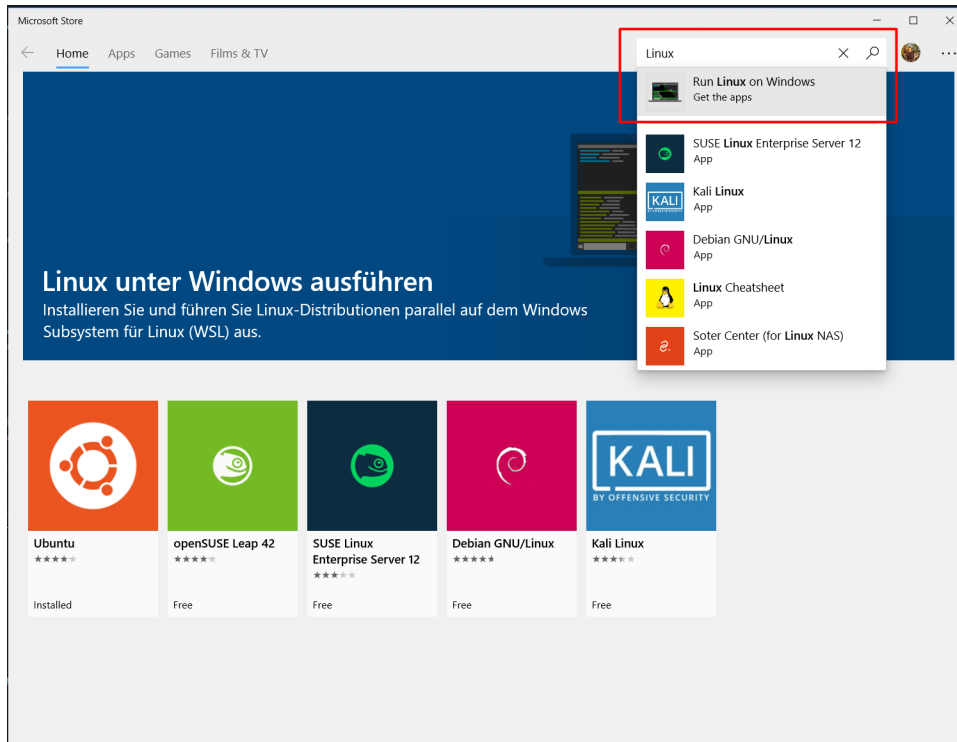 Microsoft Store
Home Apps Games Films & TV
Linux
Run Linux on Windows
Get the apps
SUSE Linux Enterprise Server 12
App
KALI
Kali Linux
App
Debian GNU/Linux
App
Linux Cheatsheet
App
Soter Center (for Linux NAS)
App
Linux unter Windows ausführen
Installieren Sie und führen Sie Linux-Distributionen parallel auf dem Windows
Subsystem für Linux (WSL) aus.
KALI
BY OFFENSIVE SECURITY
Ubuntu
Installed
openSUSE Leap 42
Free
SUSE Linux
Enterprise Server 12
Free
Debian GNU/Linux
Free
Kali Linux
Free